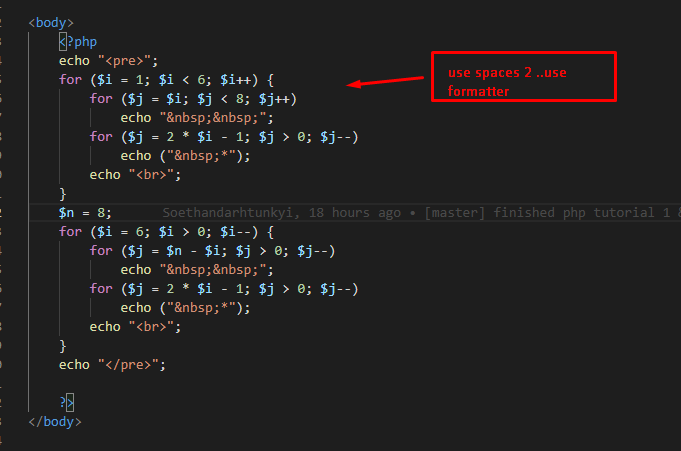 <body>
<?php
echo "<pre>";
for ($i = 1; $i < 6; $i++) {
use spaces 2 ..use
formatter
for ($j = $i; $j < 8; $j++)
echo "&nbsp;&nbsp;";
for ($j = 2 * $i - 1; $j > 0; $j--)
echo ("&nbsp;*");
echo "<br>";
}
$n = 8; Soethandarhtunkyi, 18 hours ago • [master] finished php tutorial 1
for ($i = 6; $i > 0; $i--) {
for ($j = $n - $i; $j > 0; $j--)
echo "&nbsp;&nbsp;";
for ($j = 2 * $i - 1; $j > 0; $j--)
echo ("&nbsp;*");
echo "<br>";
}
echo "</pre>";
?>
</body>